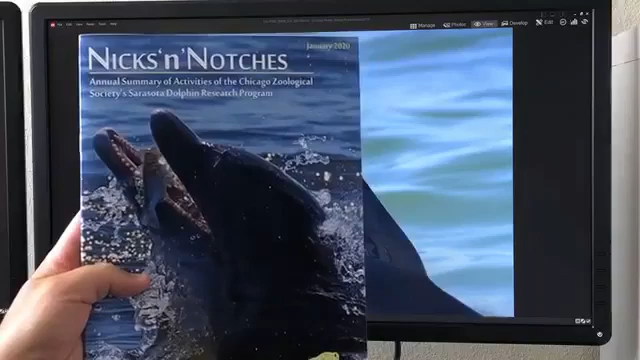 Manage Photos View Develop Edit
January 2020
Nicks 'n' Notches
Annual Summary of Activities of the Chicago Zoological
Society's Sarasota Dolphin Research Program